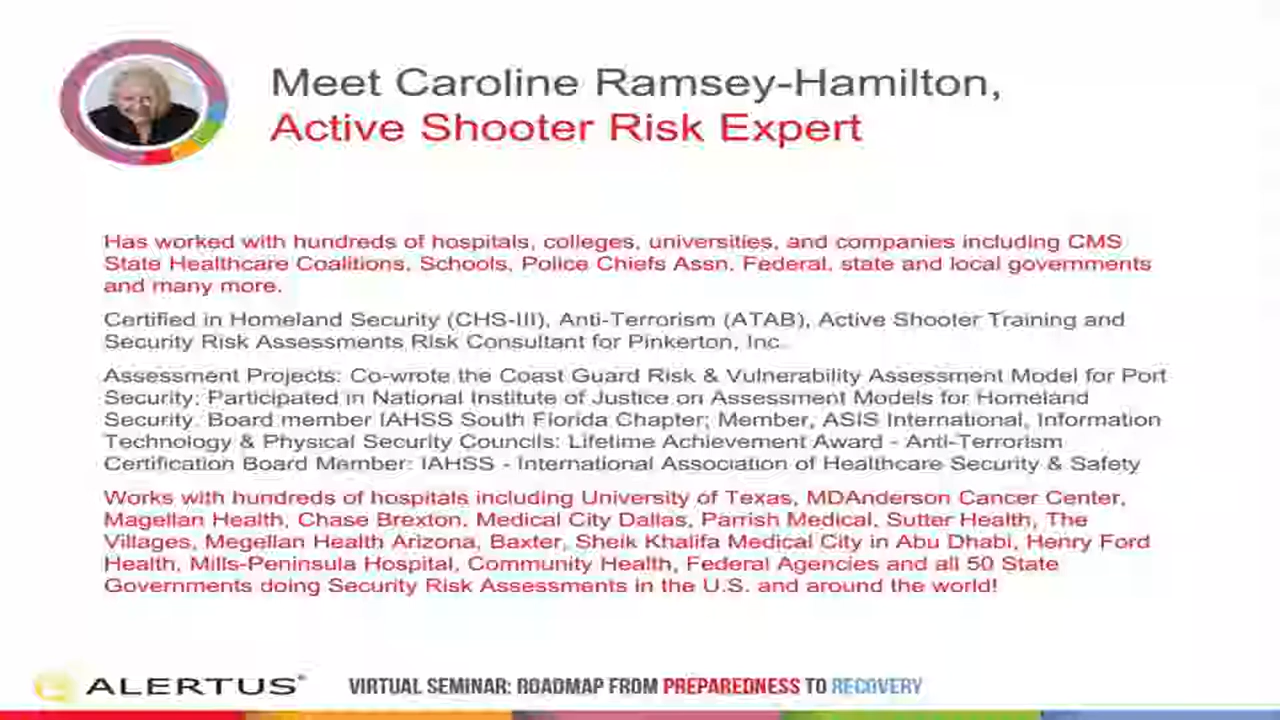 Meet Caroline Ramsey-Hamilton,
Active Shooter Risk Expert
Has worked with hundreds of hospitals, colleges, universities, and companies including CMS
State Healthcare Coalitions, Schools, Police Chiefs Assn, Federal, state and local governments
and many more.
Certified in Homeland Security (CHS-III), Anti-Terrorism (ATAB), Active Shooter Training and
Security Risk Assessments Risk Consultant for Pinkerton, Inc.
Assessment Projects: Co-wrote the Coast Guard Risk & Vulnerability Assessment Model for Port
Security; Participated in National Institute of Justice on Assessment Models for Homeland
Security. Board member IAHSS South Florida Chapter; Member, ASIS International, Information
Technology & Physical Security Councils: Lifetime Achievement Award - Anti-Terrorism
Certification Board Member: IAHSS - International Association of Healthcare Security & Safety
Works with hundreds of hospitals including University of Texas, MDAnderson Cancer Center,
Magellan Health, Chase Brexton, Medical City Dallas, Parrish Medical, Sutter Health, The
Villages, Megellan Health Arizona, Baxter, Sheik Khalifa Medical City in Abu Dhabi, Henry Ford
Health, Mills-Peninsula Hospital, Community Health, Federal Agencies and all 50 State
Governments doing Security Risk Assessments in the U.S. and around the world!
ALERTUS® VIRTUAL SEMINAR: ROADMAP FROM PREPAREDNESS TO RECOVERY